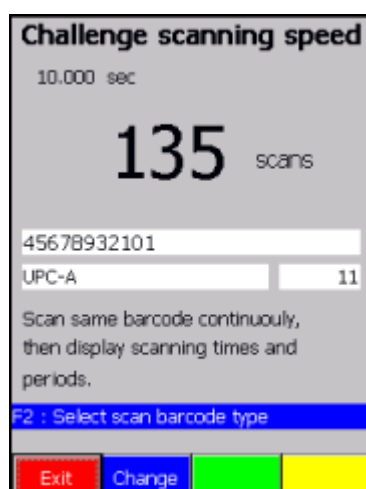 Challenge scanning speed
10.000 sec
135 scans
45678932101
UPC-A 11
Scan same barcode continuouly,
then display scanning times and
periods.
F2 : Select scan barcode type
Exit Change